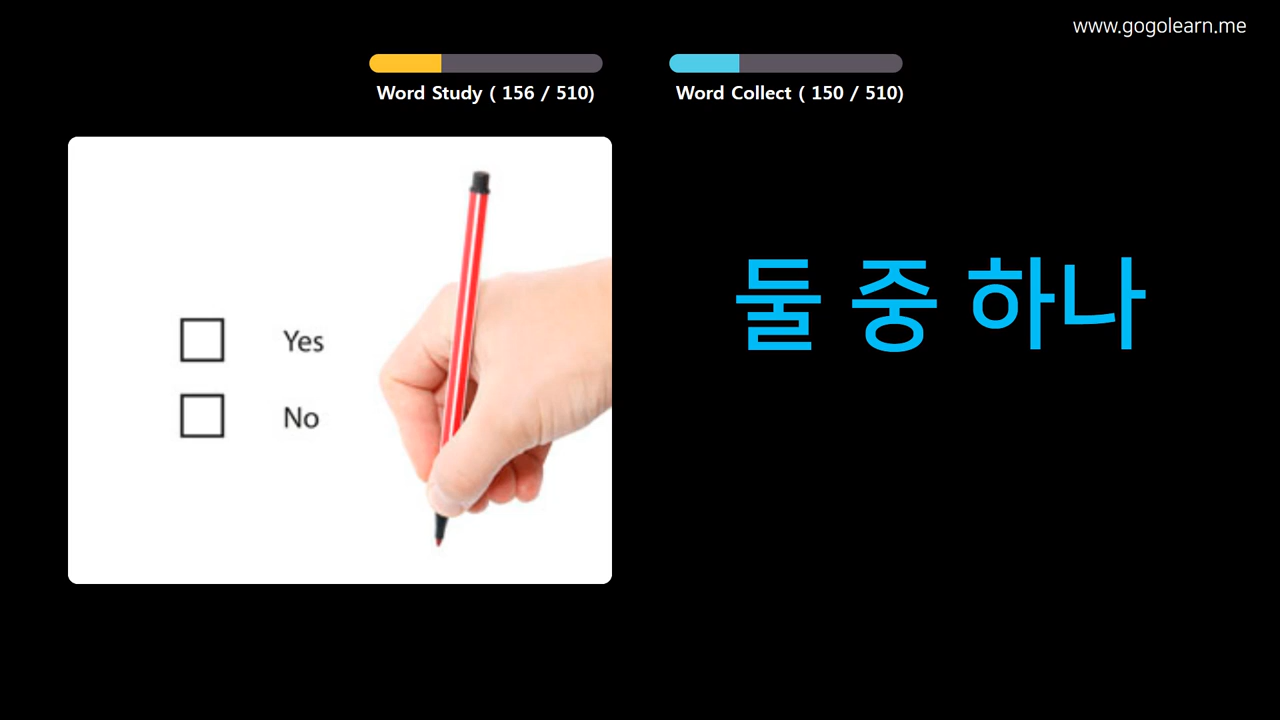 www.gogolearn.me
Word Study ( 156 / 510)
Word Collect ( 150 / 510)
둘 중 하나
Yes
No